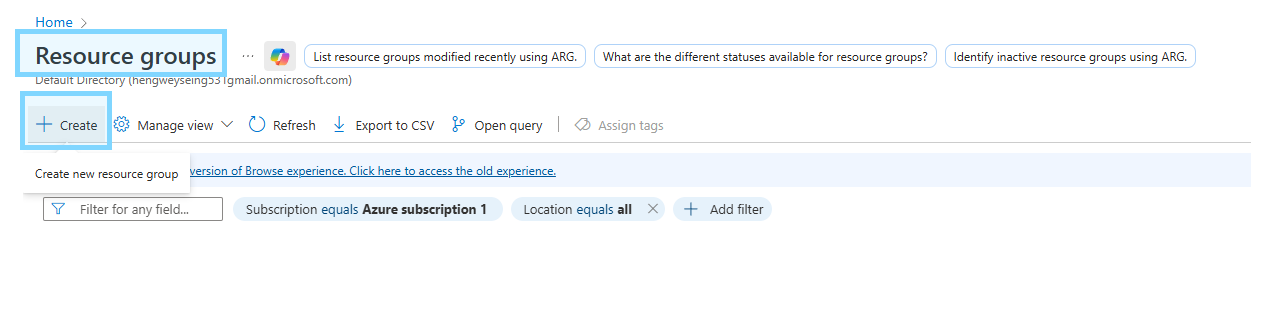 Home >
Resource groups ... List resource groups modified recently using ARG. What are the different statuses available for resource groups? Identify inactive resource groups using ARG.
Default Directory (hengweyseing531gmail.onmicrosoft.com)
+ Create Manage view Refresh Export to CSV Open query | Assign tags
Create new resource group version of Browse experience. Click here to access the old experience.
Filter for any field... Subscription equals Azure subscription 1 Location equals all × + Add filter